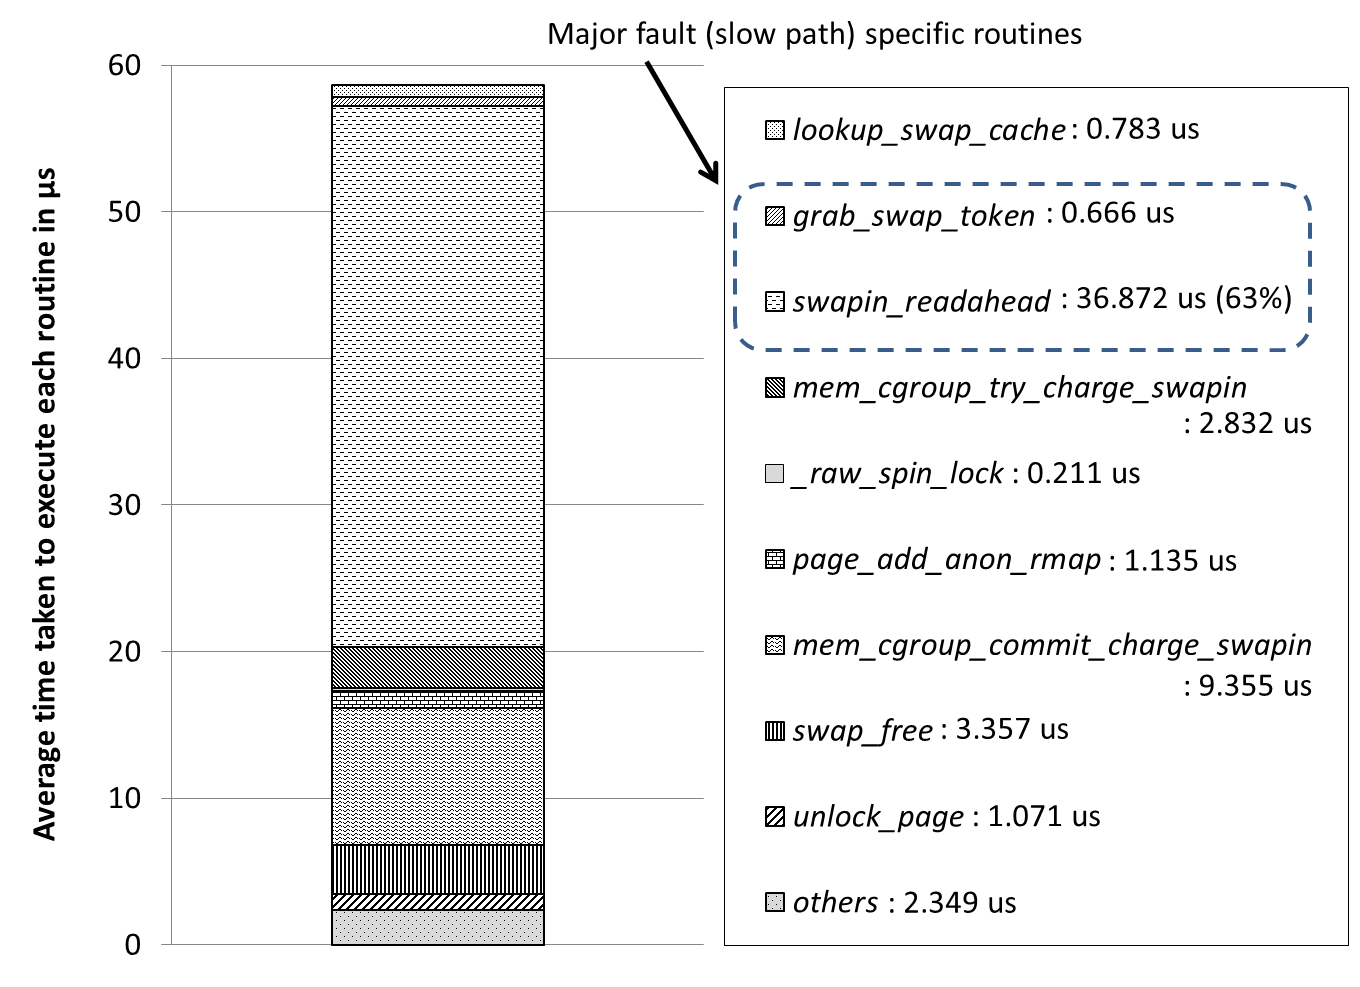 Major fault (slow path) specific routines
60
50
40
30
20
10
0
Average time taken to execute each routine in µs
lookup_swap_cache : 0.783 us
grab_swap_token : 0.666 us
swapin_readahead : 36.872 us (63%)
mem_cgroup_try_charge_swapin
: 2.832 us
_raw_spin_lock : 0.211 us
page_add_anon_rmap : 1.135 us
mem_cgroup_commit_charge_swapin
: 9.355 us
swap_free : 3.357 us
unlock_page : 1.071 us
others : 2.349 us